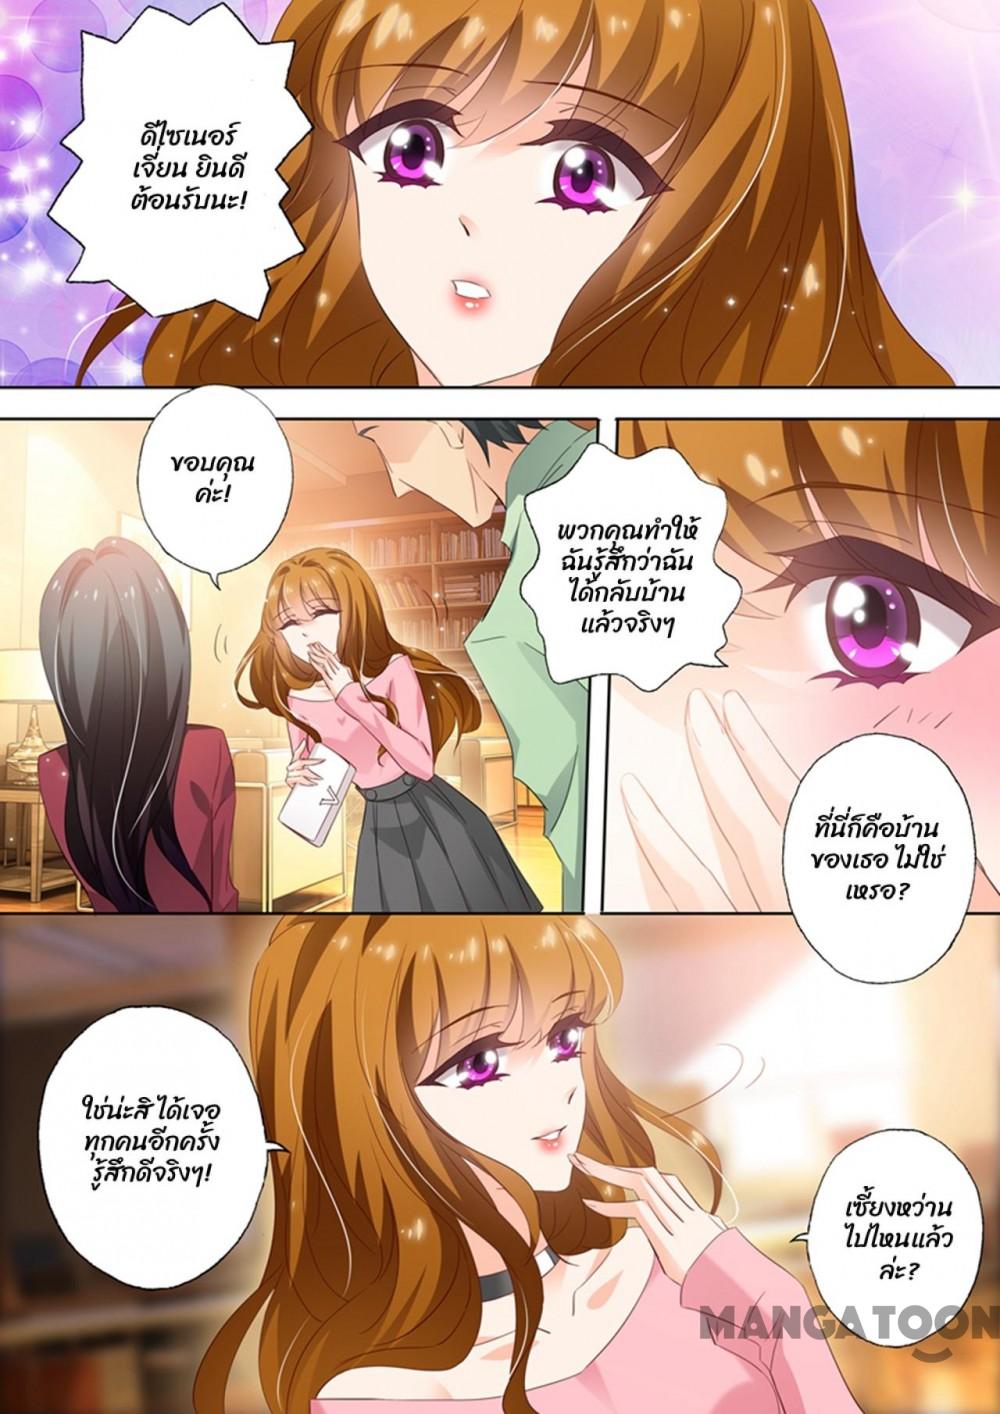 ดีไซเนอร์
เจี่ยน ยินดี
ต้อนรับนะ!
ขอบคุณ
ค่ะ!
พวกคุณทำให้
ฉันรู้สึกว่าฉัน
ได้กลับบ้าน
แล้วจริงๆ
ที่นี่ก็คือบ้าน
ของเธอ ไม่ใช่
เหรอ?
ใช่น่ะสิ ได้เจอ
ทุกคนอีกครั้ง
รู้สึกดีจริงๆ!
เซี้ยงหว่าน
ไปไหนแล้ว
ล่ะ?
MANGATOON